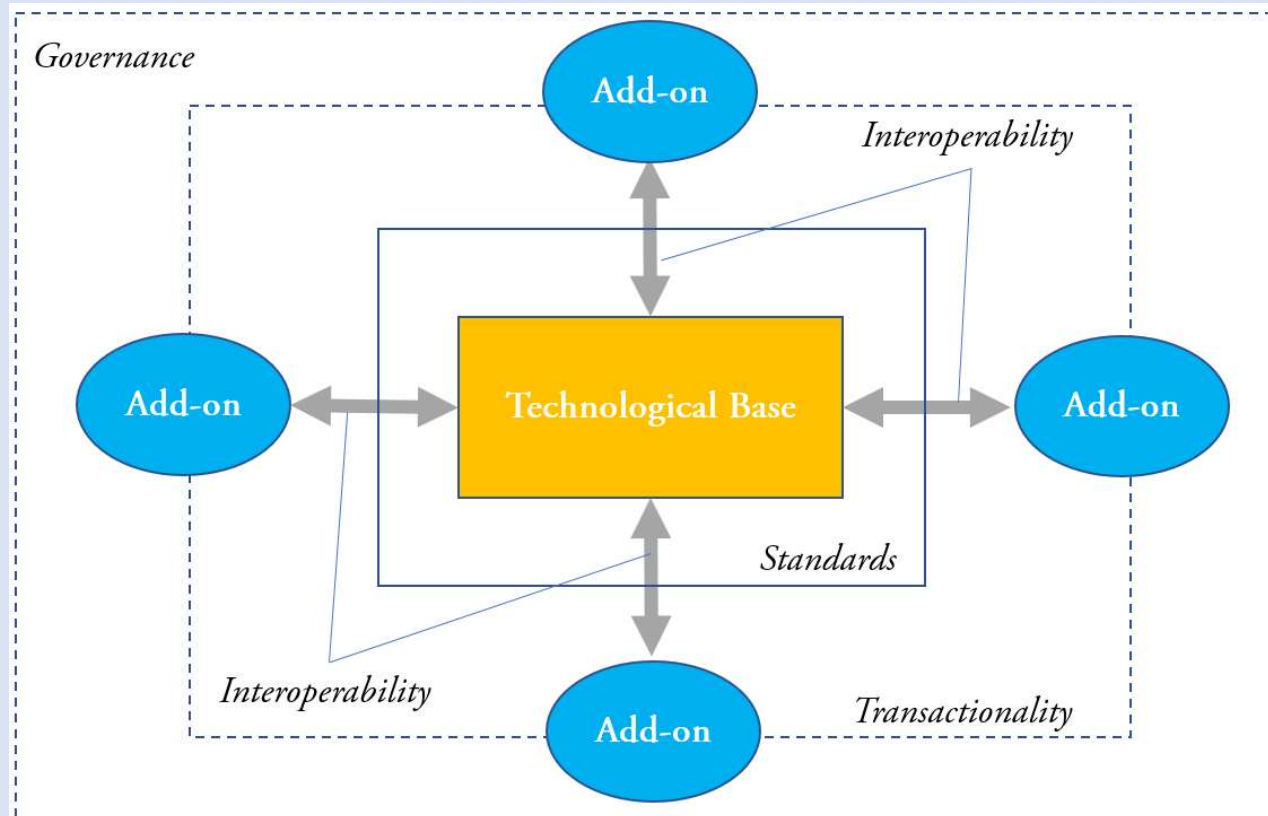 Governance
Add-on
Interoperability
Add-on
Technological Base
Add-on
Standards
Interoperability
Transactionality
Add-on